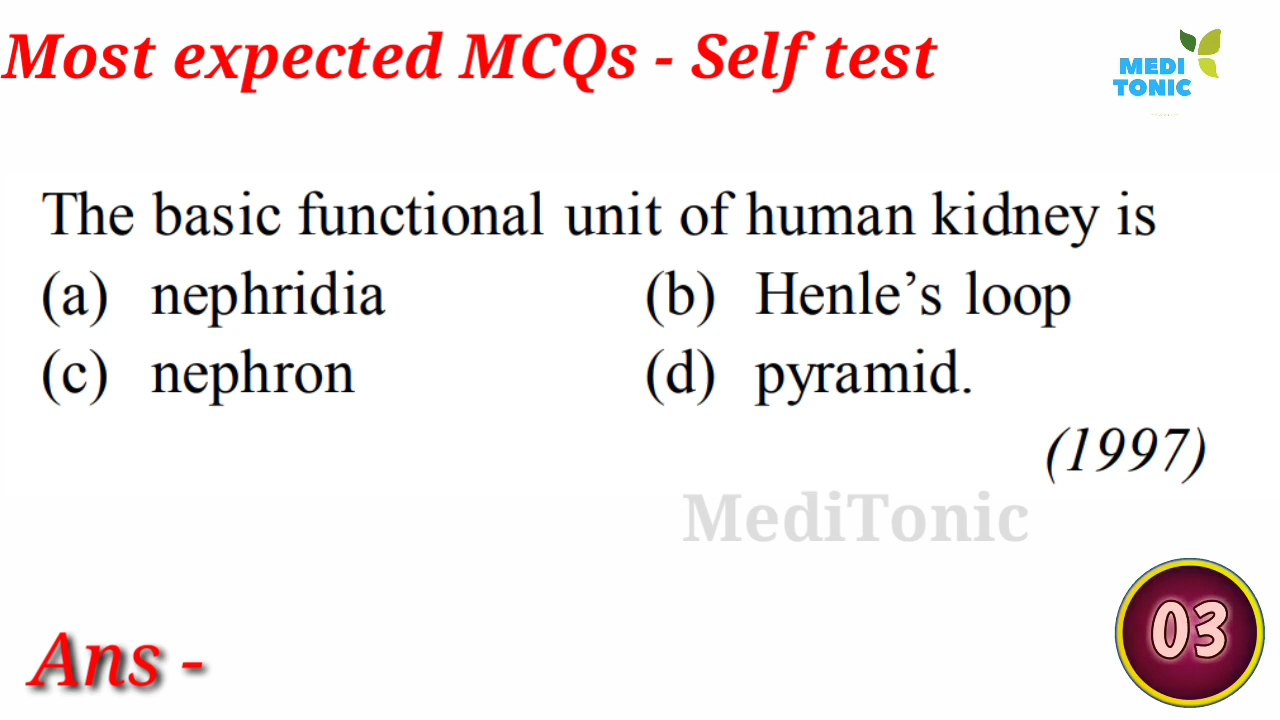 Most expected MCQs - Self test
MEDI
TONIC
The basic functional unit of human kidney is
(a) nephridia (b) Henle’s loop
(c) nephron (d) pyramid.
(1997)
MediTonic
03
Ans -